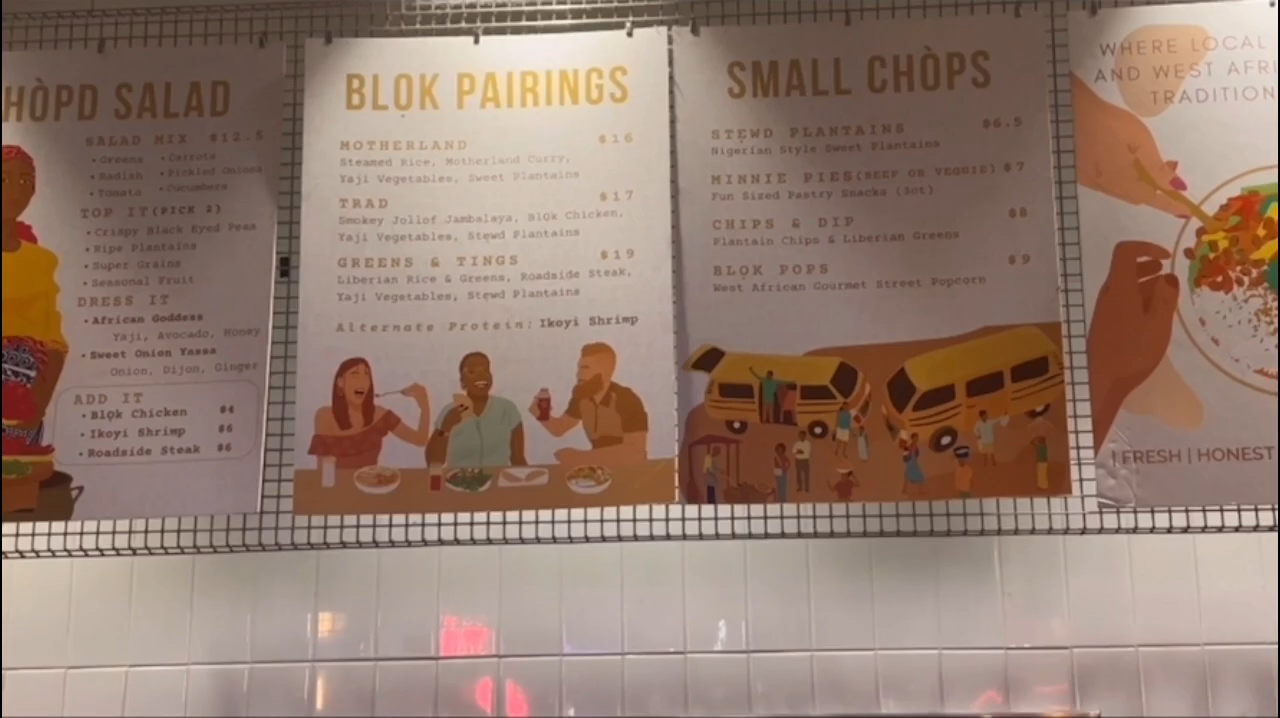 HÒPD SALAD
SALAD MIX $12.5
• Greens • Carrots
• Radish • Pickled Onions
• Tomato • Cucumbers
TOP IT(PICK 2)
• Crispy Black Eyed Peas
• Ripe Plantains
• Super Grains
• Seasonal Fruit
DRESS IT
• African Goddess
Yaji, Avocado, Honey
• Sweet Onion Yassa
Onion, Dijon, Ginger
ADD IT
• Blọk Chicken $4
• Ikoyi Shrimp $6
• Roadside Steak $6
BLỌK PAIRINGS
MOTHERLAND $16
Steamed Rice, Motherland Curry,
Yaji Vegetables, Sweet Plantains
TRAD $17
Smokey Jollof Jambalaya, Blọk Chicken,
Yaji Vegetables, Stẹwd Plantains
GREENS & TINGS $19
Liberian Rice & Greens, Roadside Steak,
Yaji Vegetables, Stẹwd Plantains
Alternate Protein: Ikoyi Shrimp
SMALL CHÒPS
STẸWD PLANTAINS $6.5
Nigerian Style Sweet Plantains
MINNIE PIES(BEEF OR VEGGIE) $7
Fun Sized Pastry Snacks (3ct)
CHIPS & DIP $8
Plantain Chips & Liberian Greens
BLỌK POPS $9
West African Gourmet Street Popcorn
WHERE LOCAL
AND WEST AFRI
TRADITION
| FRESH | HONEST